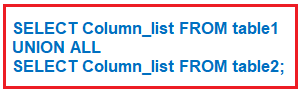 SELECT Column_list FROM table1
UNION ALL
SELECT Column_list FROM table2;